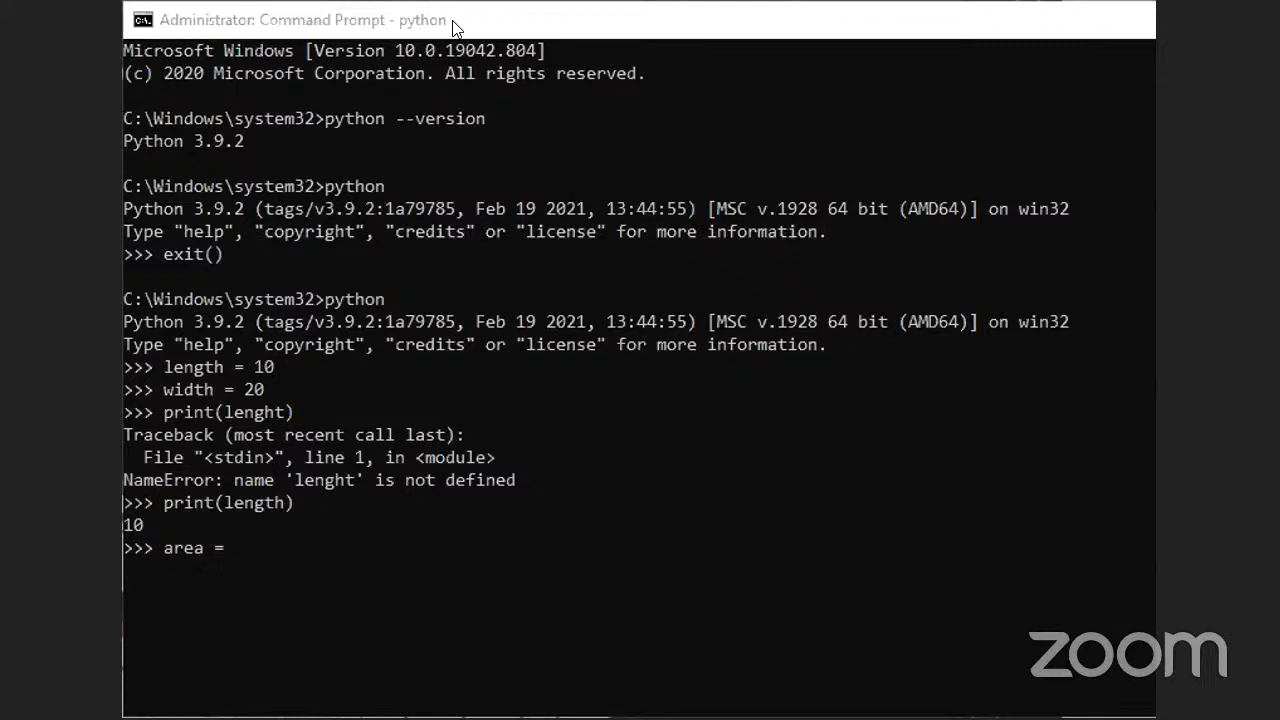 Administrator: Command Prompt - python
Microsoft Windows [Version 10.0.19042.804]
(c) 2020 Microsoft Corporation. All rights reserved.
C:\Windows\system32>python --version
Python 3.9.2
C:\Windows\system32>python
Python 3.9.2 (tags/v3.9.2:1a79785, Feb 19 2021, 13:44:55) [MSC v.1928 64 bit (AMD64)] on win32
Type "help", "copyright", "credits" or "license" for more information.
>>> exit()
C:\Windows\system32>python
Python 3.9.2 (tags/v3.9.2:1a79785, Feb 19 2021, 13:44:55) [MSC v.1928 64 bit (AMD64)] on win32
Type "help", "copyright", "credits" or "license" for more information.
>>> length = 10
>>> width = 20
>>> print(lenght)
Traceback (most recent call last):
  File "<stdin>", line 1, in <module>
NameError: name 'lenght' is not defined
>>> print(length)
10
>>> area =
zoom